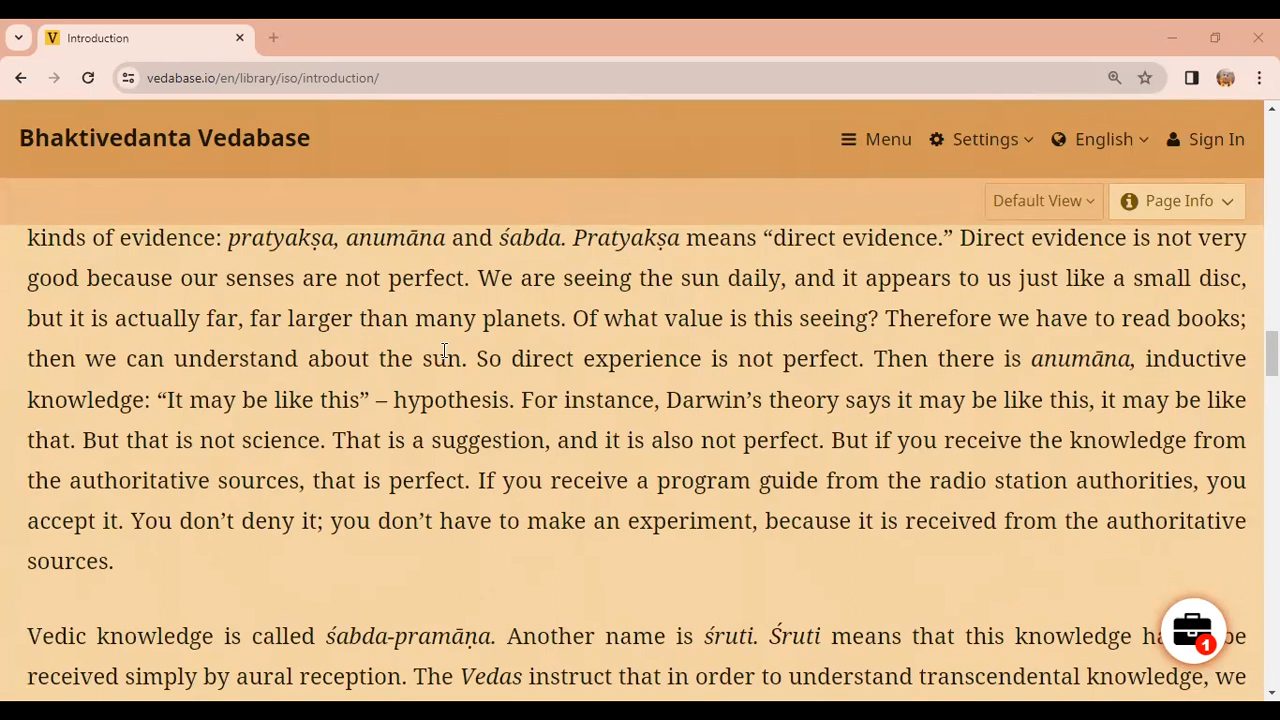 Introduction
vedabase.io/en/library/iso/introduction/
Bhaktivedanta Vedabase
Menu
Settings
English
Sign In
Default View
Page Info
kinds of evidence: pratyakṣa, anumāna and śabda. Pratyakṣa means “direct evidence.” Direct evidence is not very
good because our senses are not perfect. We are seeing the sun daily, and it appears to us just like a small disc,
but it is actually far, far larger than many planets. Of what value is this seeing? Therefore we have to read books;
then we can understand about the sun. So direct experience is not perfect. Then there is anumāna, inductive
knowledge: “It may be like this” – hypothesis. For instance, Darwin’s theory says it may be like this, it may be like
that. But that is not science. That is a suggestion, and it is also not perfect. But if you receive the knowledge from
the authoritative sources, that is perfect. If you receive a program guide from the radio station authorities, you
accept it. You don’t deny it; you don’t have to make an experiment, because it is received from the authoritative
sources.
Vedic knowledge is called śabda-pramāṇa. Another name is śruti. Śruti means that this knowledge be
received simply by aural reception. The Vedas instruct that in order to understand transcendental knowledge, we
1